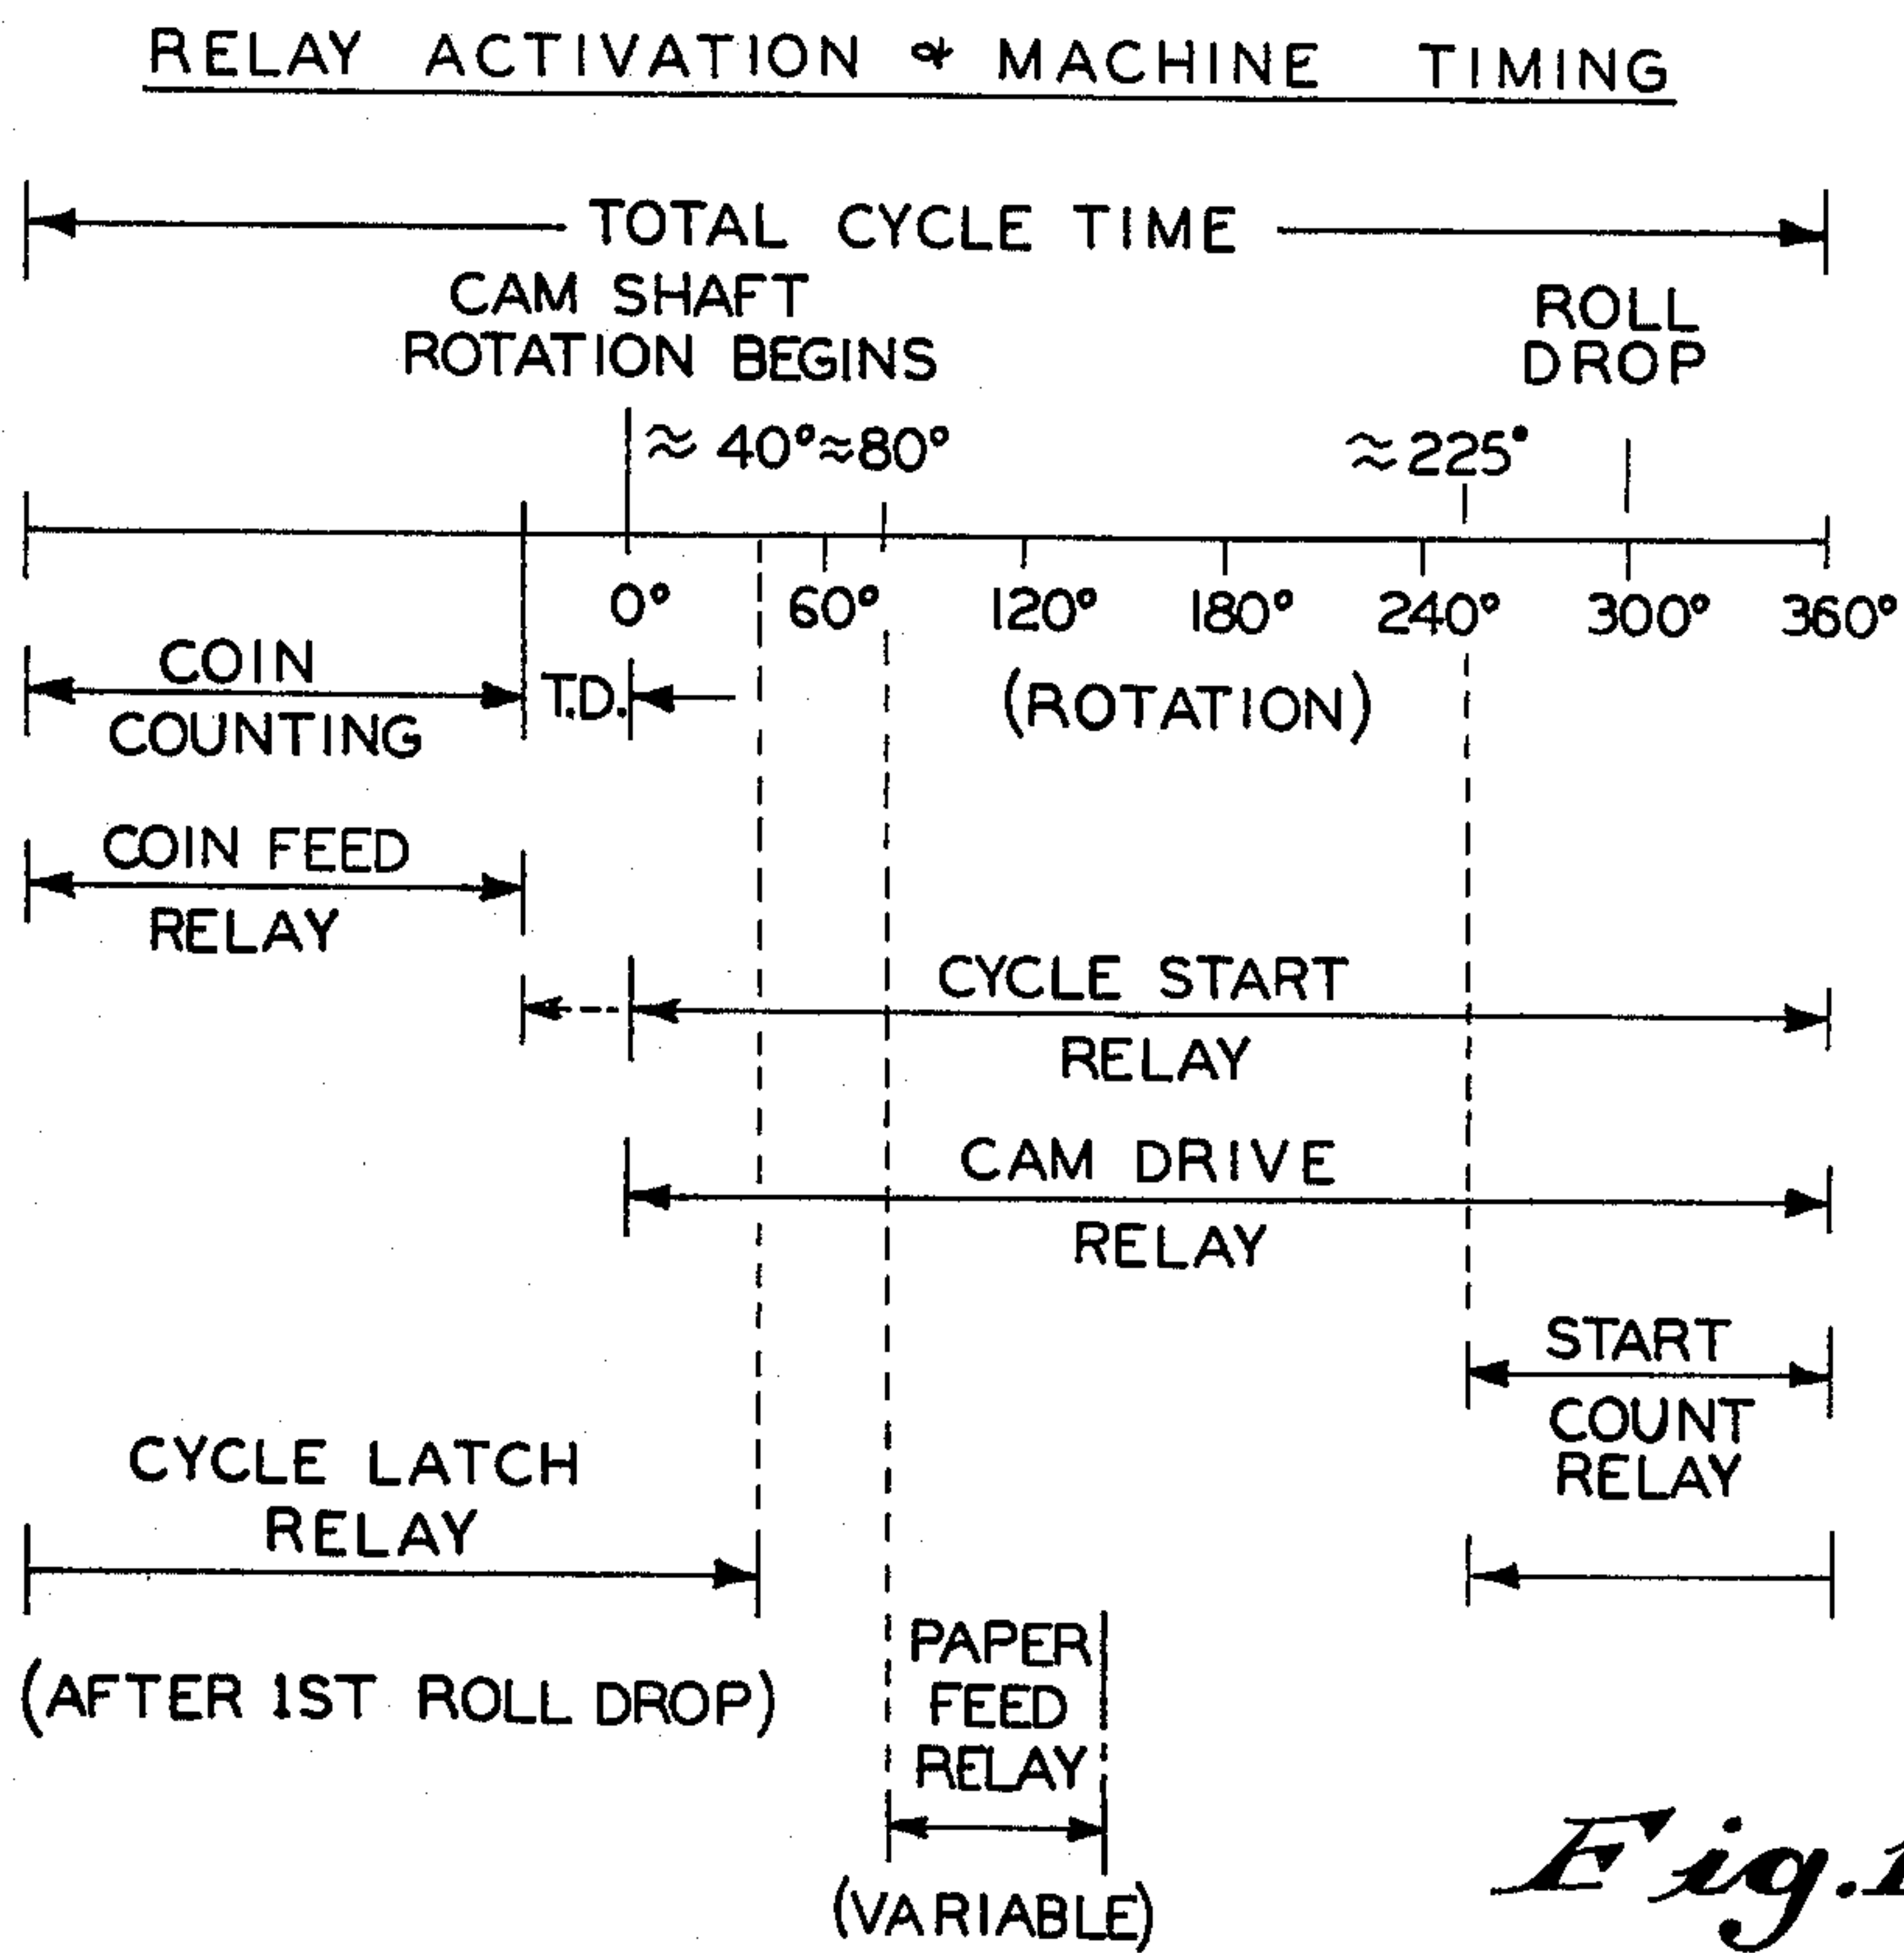 RELAY ACTIVATION & MACHINE TIMING
TOTAL CYCLE TIME
CAM SHAFT
ROTATION BEGINS
ROLL
DROP
≈ 40° ≈80°
≈225°
0° 60° 120° 180° 240° 300° 360°
COIN
COUNTING
T.D.
(ROTATION)
COIN FEED
RELAY
CYCLE START
RELAY
CAM DRIVE
RELAY
START
COUNT
RELAY
CYCLE LATCH
RELAY
(AFTER 1ST ROLL DROP)
PAPER
FEED
RELAY
(VARIABLE)
Fig.